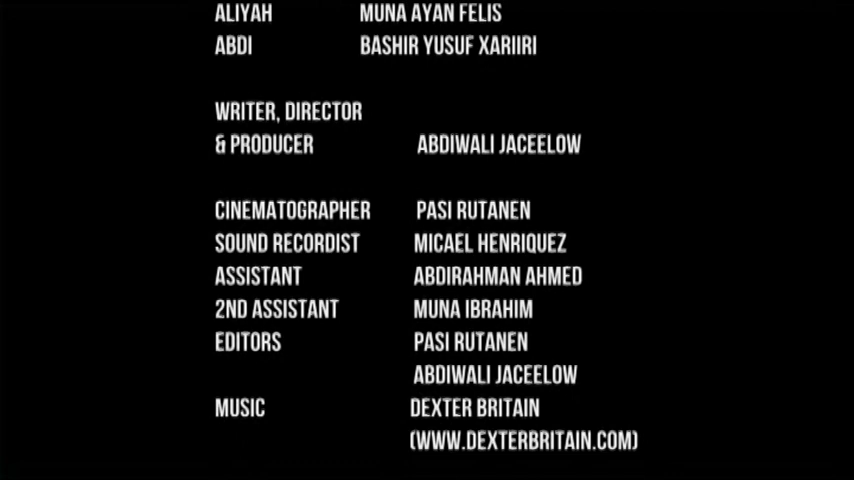 ALIYAH MUNA AYAN FELIS
ABDI BASHIR YUSUF XARIIRI
WRITER, DIRECTOR
& PRODUCER ABDIWALI JACEELOW
CINEMATOGRAPHER PASI RUTANEN
SOUND RECORDIST MICAEL HENRIQUEZ
ASSISTANT ABDIRAHMAN AHMED
2ND ASSISTANT MUNA IBRAHIM
EDITORS PASI RUTANEN
ABDIWALI JACEELOW
MUSIC DEXTER BRITAIN
(WWW.DEXTERBRITAIN.COM)